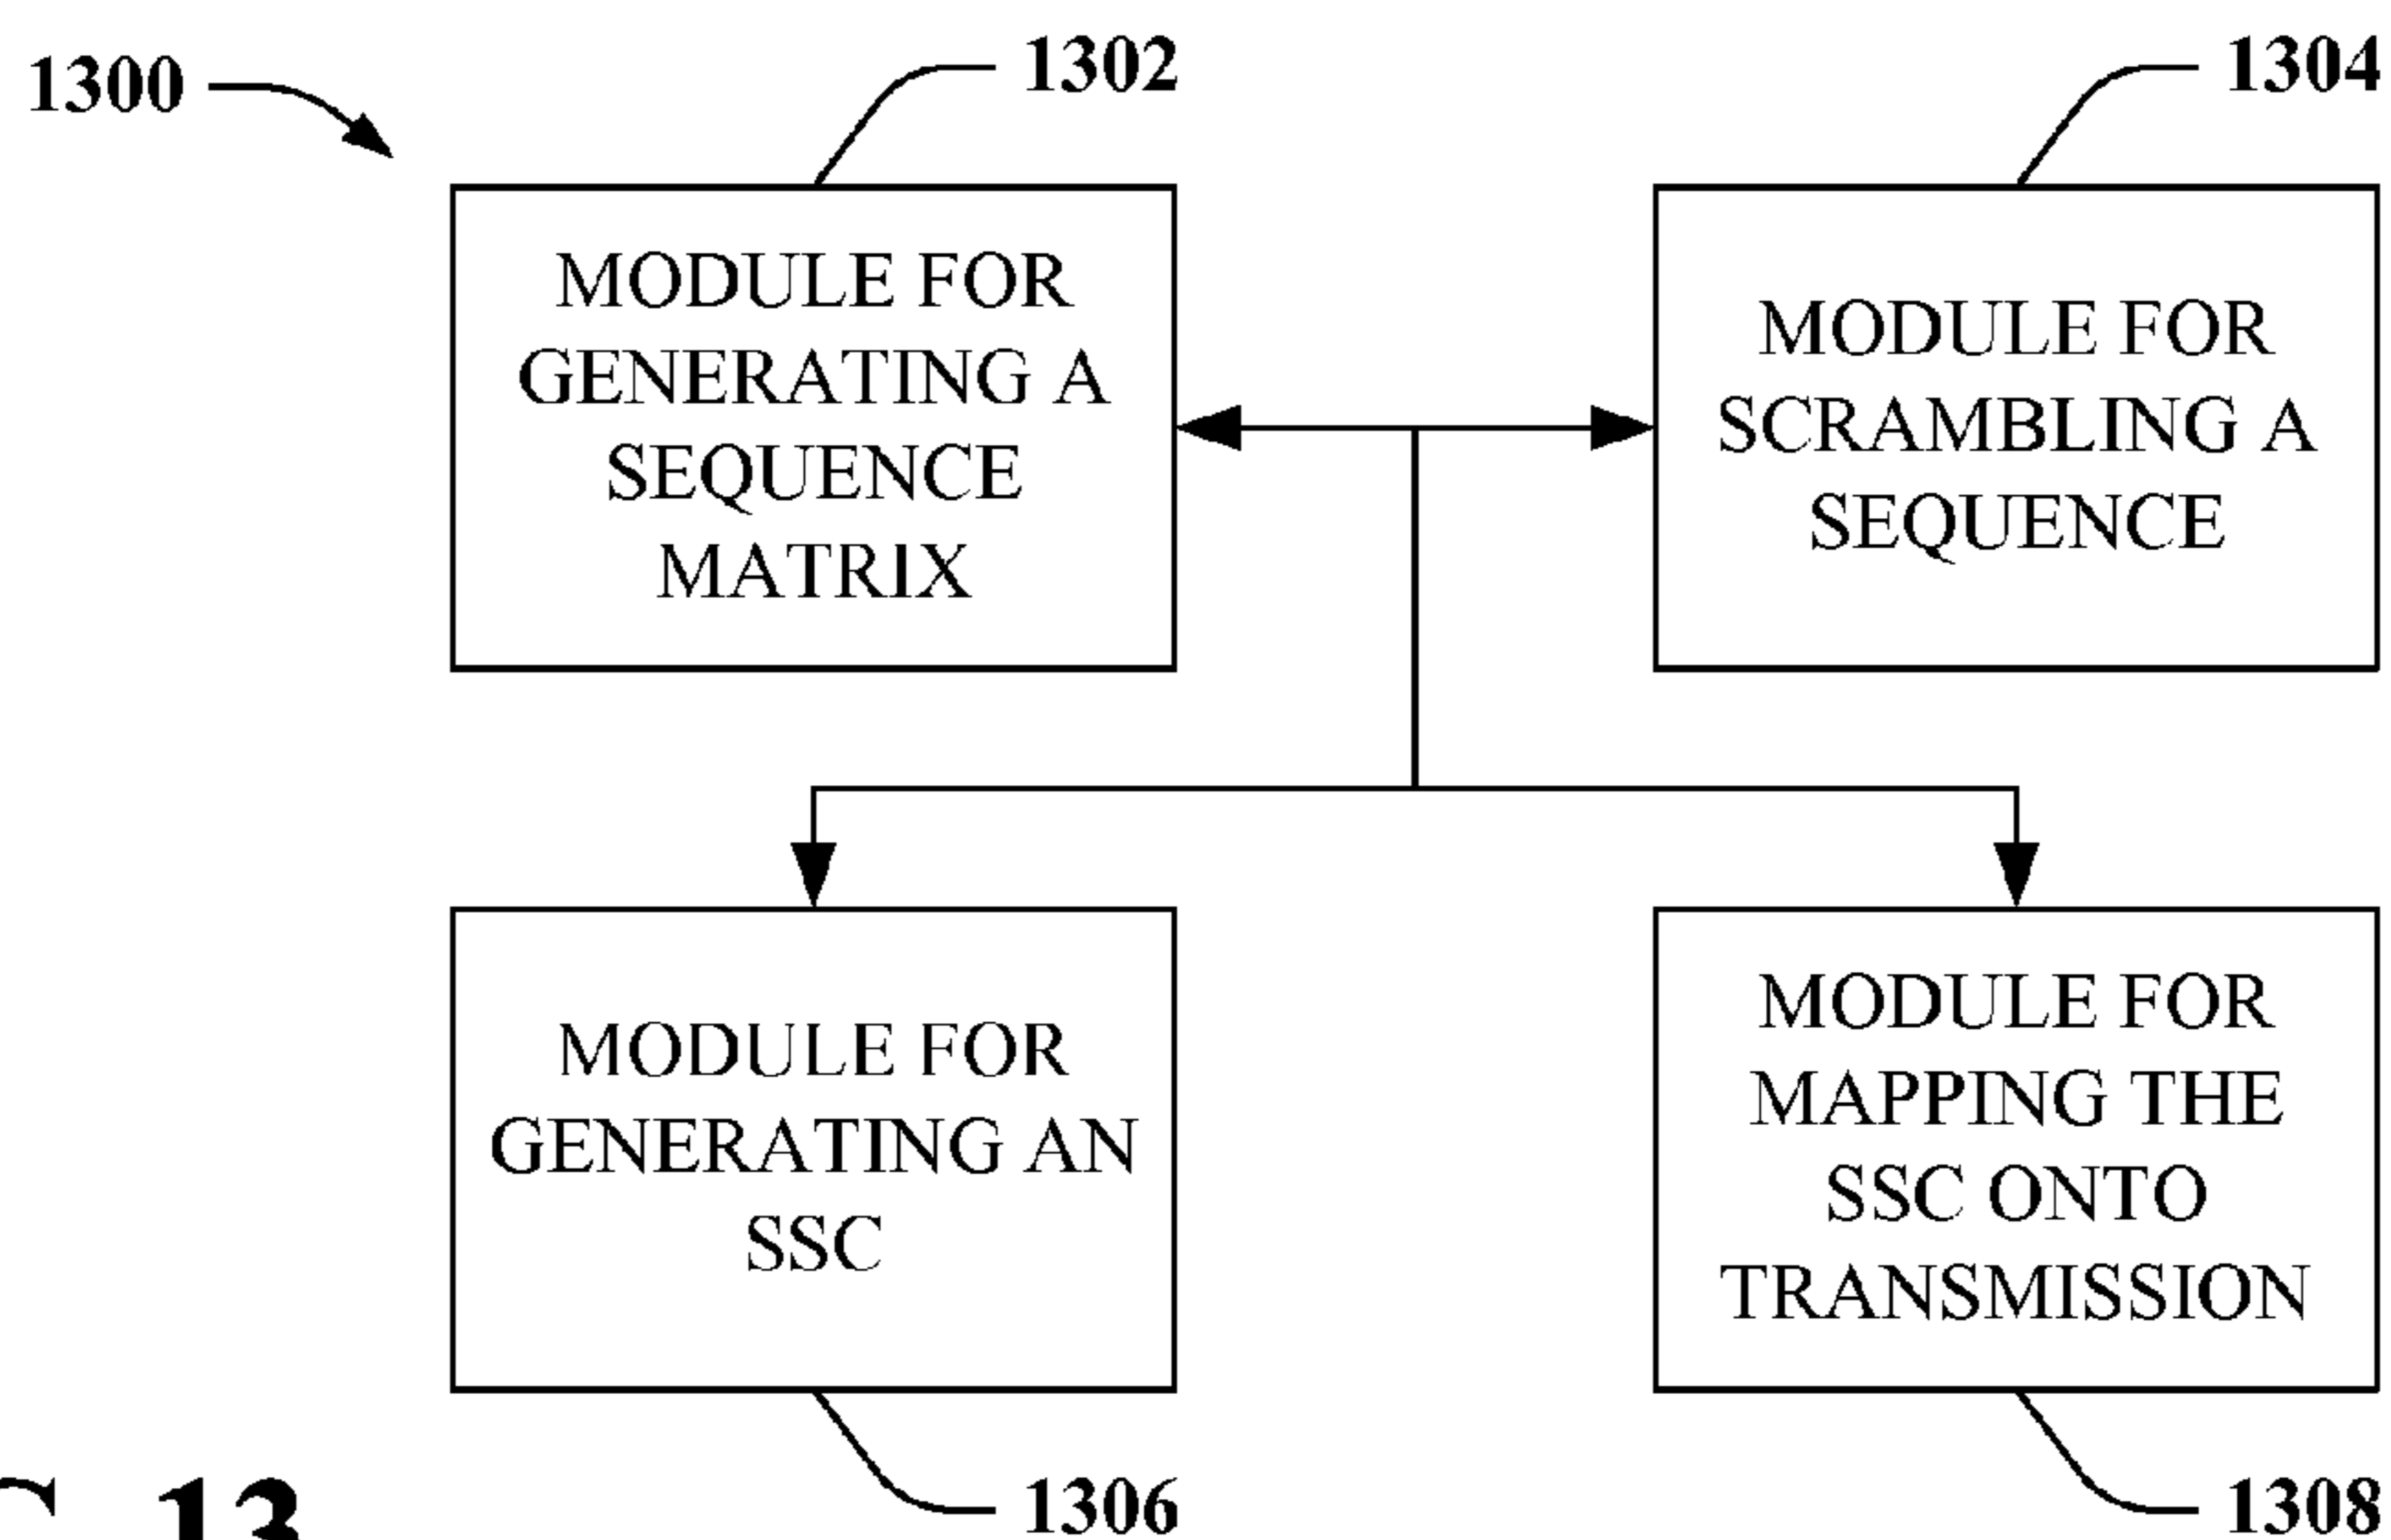 1300
1302
1304
MODULE FOR
GENERATING A
SEQUENCE
MATRIX
MODULE FOR
SCRAMBLING A
SEQUENCE
MODULE FOR
GENERATING AN
SSC
MODULE FOR
MAPPING THE
SSC ONTO
TRANSMISSION
1306
1308
13